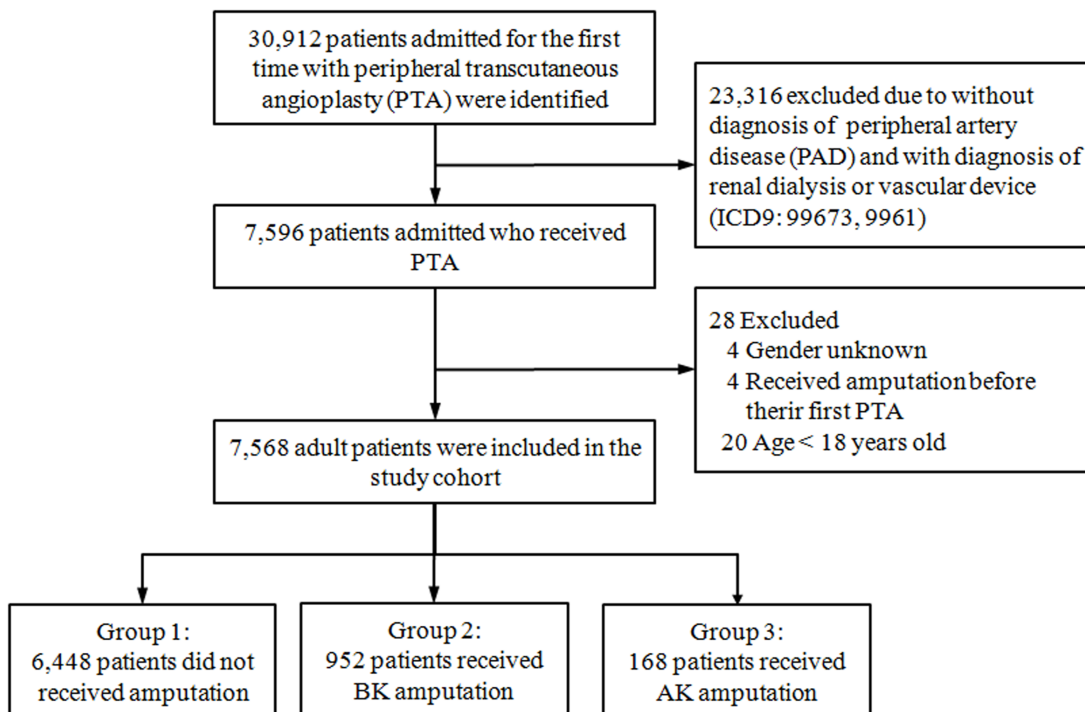 30,912 patients admitted for the first
time with peripheral transcutaneous
angioplasty (PTA) were identified
23,316 excluded due to without
diagnosis of peripheral artery
disease (PAD) and with diagnosis of
renal dialysis or vascular device
(ICD9: 99673, 9961)
7,596 patients admitted who received
PTA
28 Excluded
4 Gender unknown
4 Received amputation before
therir first PTA
20 Age < 18 years old
7,568 adult patients were included in the
study cohort
Group 1:
6,448 patients did not
received amputation
Group 2:
952 patients received
BK amputation
Group 3:
168 patients received
AK amputation